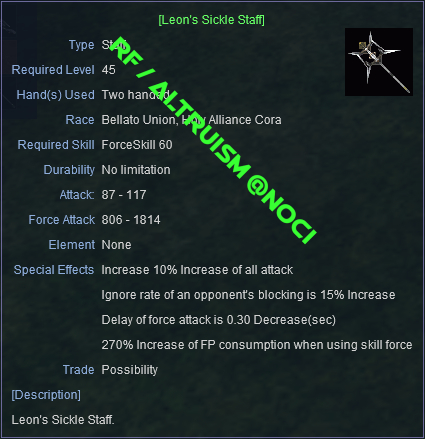 [Leon's Sickle Staff]
Type Staff
Required Level 45
Hand(s) Used Two handed
Race Bellato Union, Holy Alliance Cora
Required Skill ForceSkill 60
Durability No limitation
Attack: 87 - 117
Force Attack 806 - 1814
Element None
Special Effects Increase 10% Increase of all attack
Ignore rate of an opponent's blocking is 15% Increase
Delay of force attack is 0.30 Decrease(sec)
270% Increase of FP consumption when using skill force
Trade Possibility
[Description]
Leon's Sickle Staff.
RF / ALTRUISM @NOCI